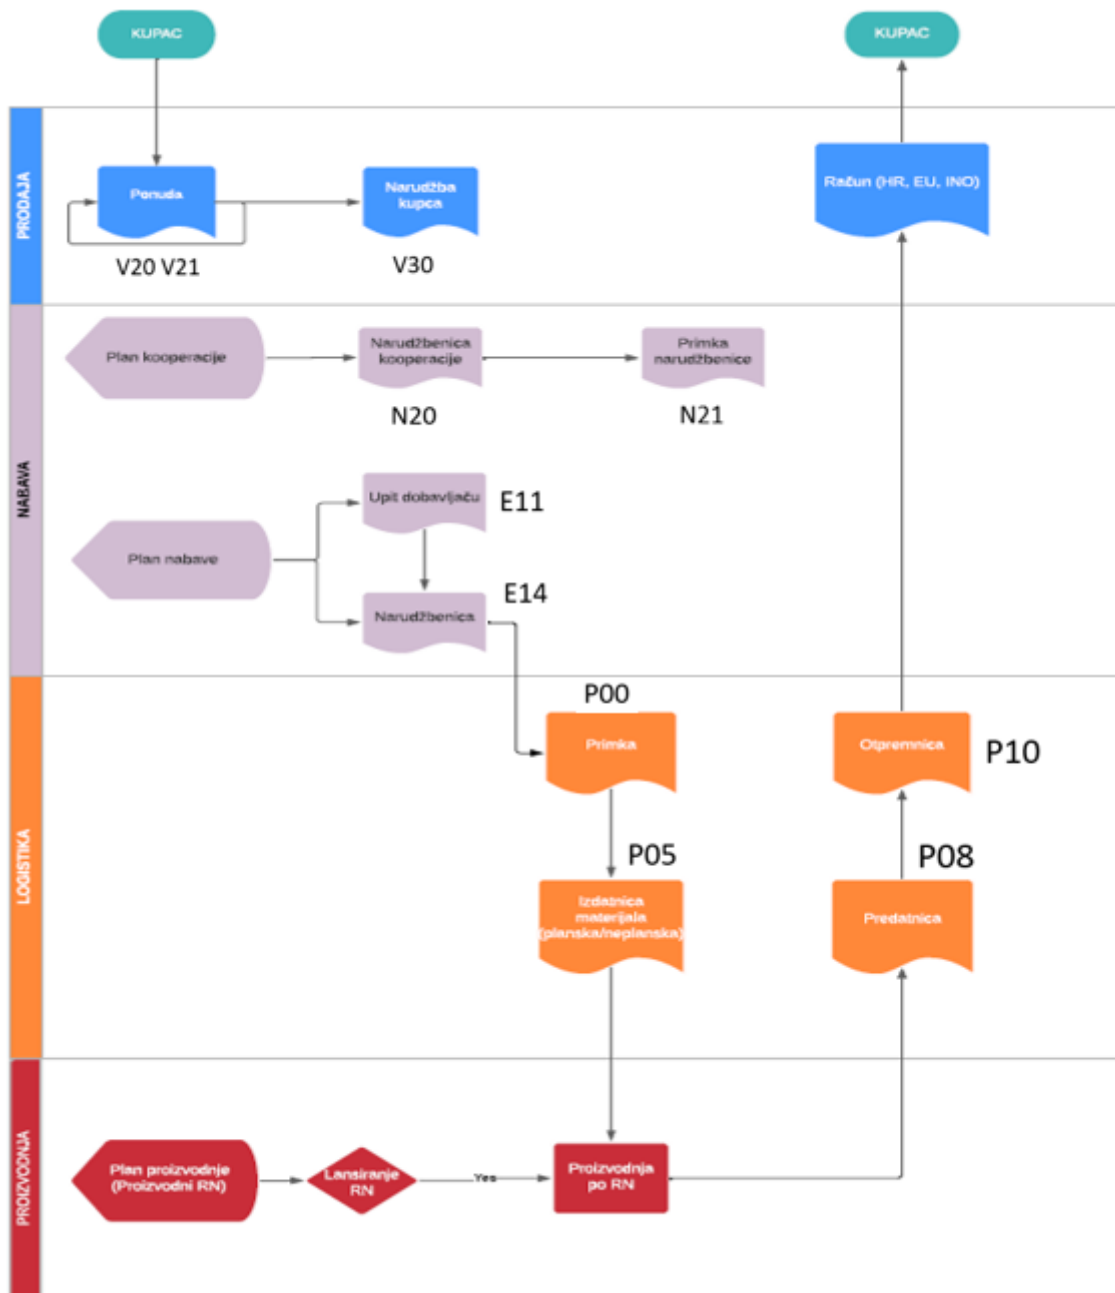 KUPAC
KUPAC
PRODAJA
Ponuda
Narudžba
kupca
Račun (HR, EU, INO)
V20 V21
V30
NABAVA
Plan kooperacije
Narudžbenica
kooperacije
Primka
narudžbenice
N20
N21
Upit dobavljaču
E11
Plan nabave
E14
Narudžbenica
LOGISTIKA
P00
Primka
Otpremnica
P10
P05
P08
Izdatnica
materijala
(planska/neplanska)
Predatnica
PROIZVODNJA
Plan proizvodnje
(Proizvodni RN)
Lansiranje
RN
Yes
Proizvodnja
po RN